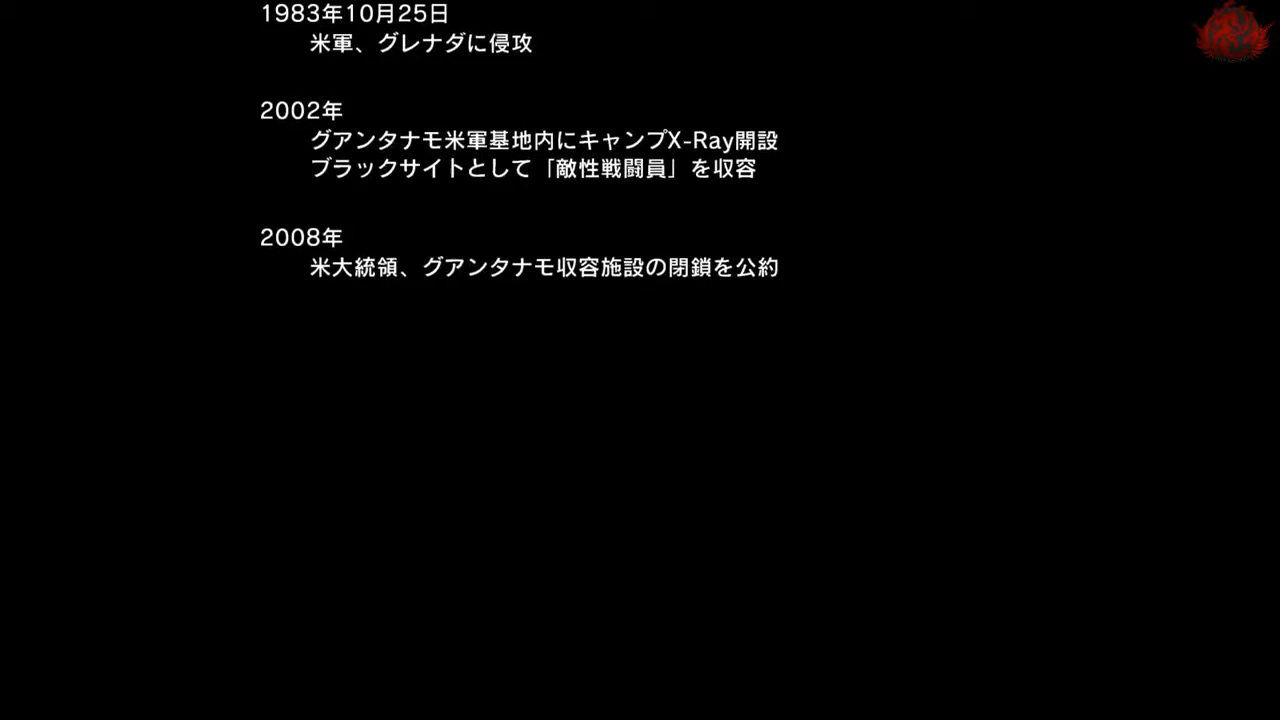 1983年10月25日
米軍、グレナダに侵攻
2002年
グアンタナモ米軍基地内にキャンプX-Ray開設
ブラックサイトとして「敵性戦闘員」を収容
2008年
米大統領、グアンタナモ収容施設の閉鎖を公約